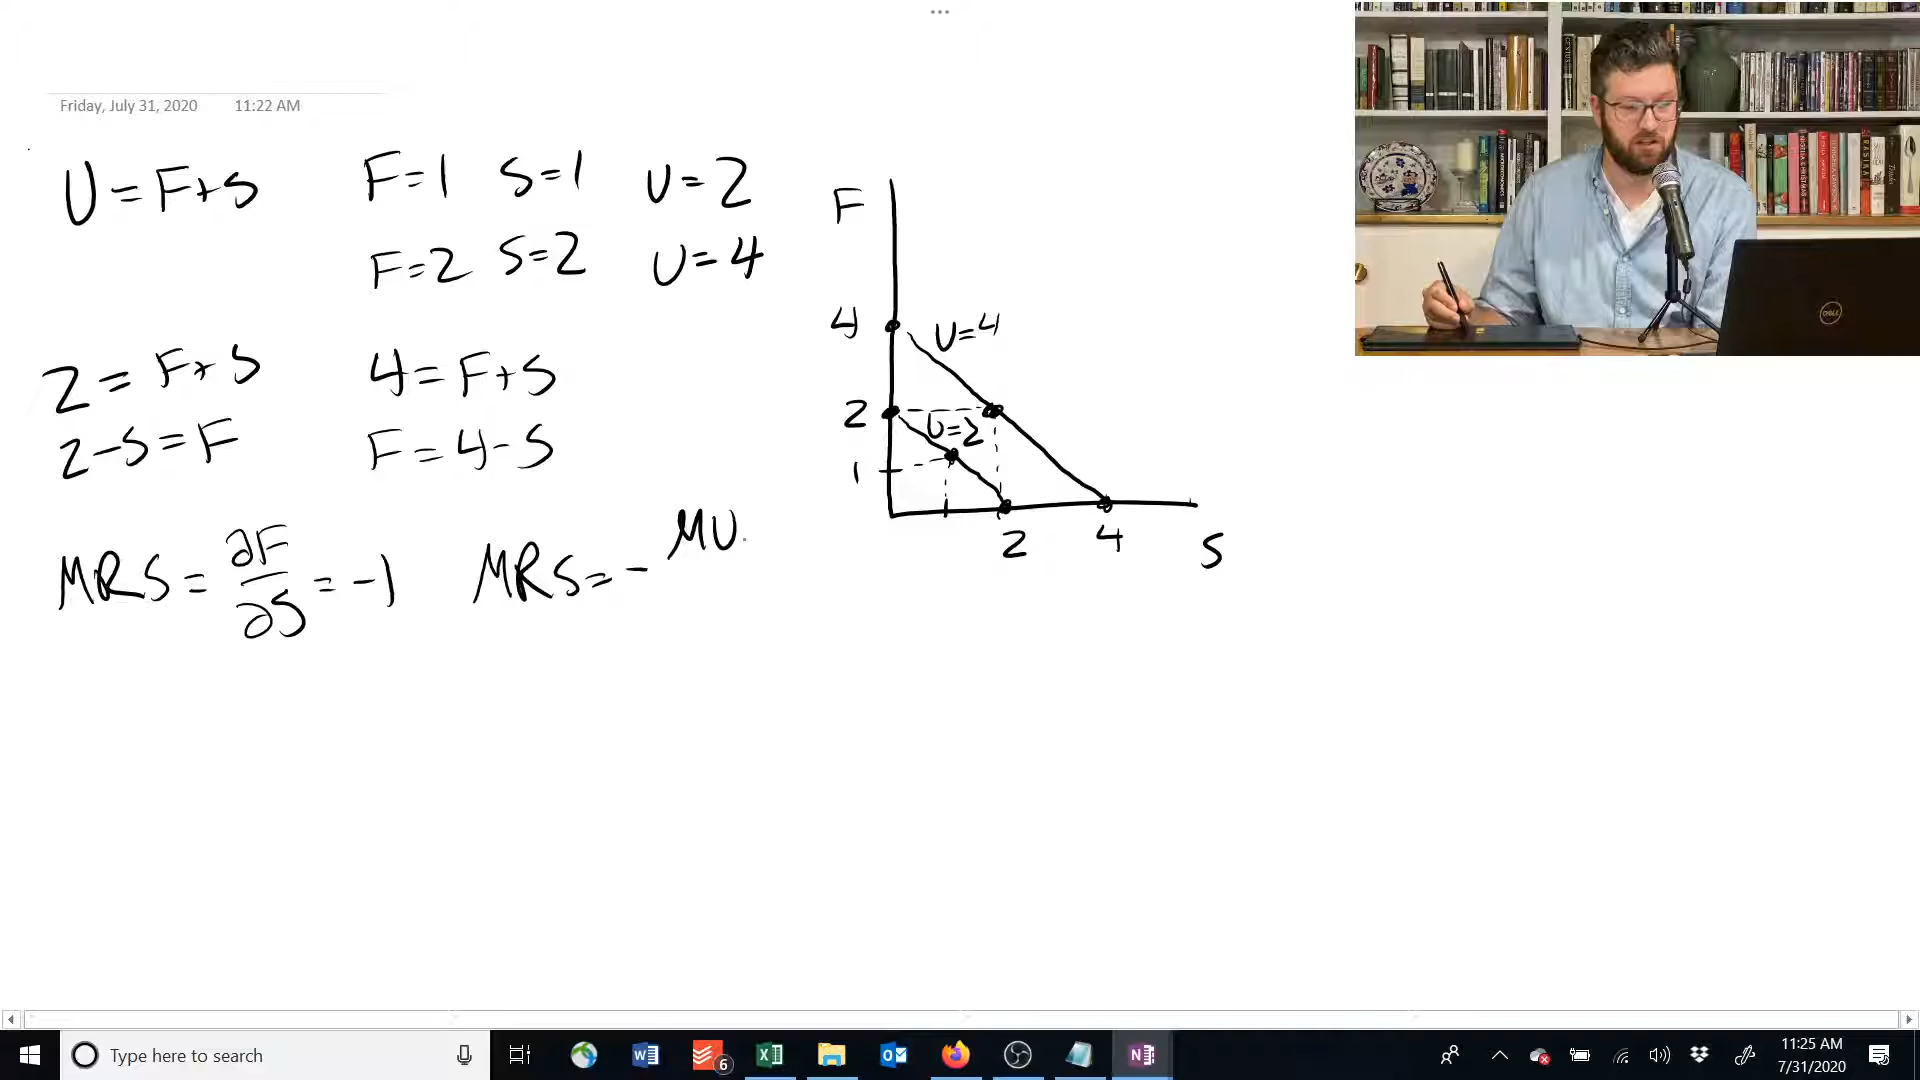 Friday, July 31, 2020 11:22 AM
U = F+S F=1 S=1 U=2
F=2 S=2 U=4
2 = F+S 4=F+S
2-S=F F=4-S
MRS = ∂F/∂S = -1 MRS = - MU
F
4 U=4
2 U=2
1
2 4 S
Type here to search
6
11:25 AM
7/31/2020
DELL